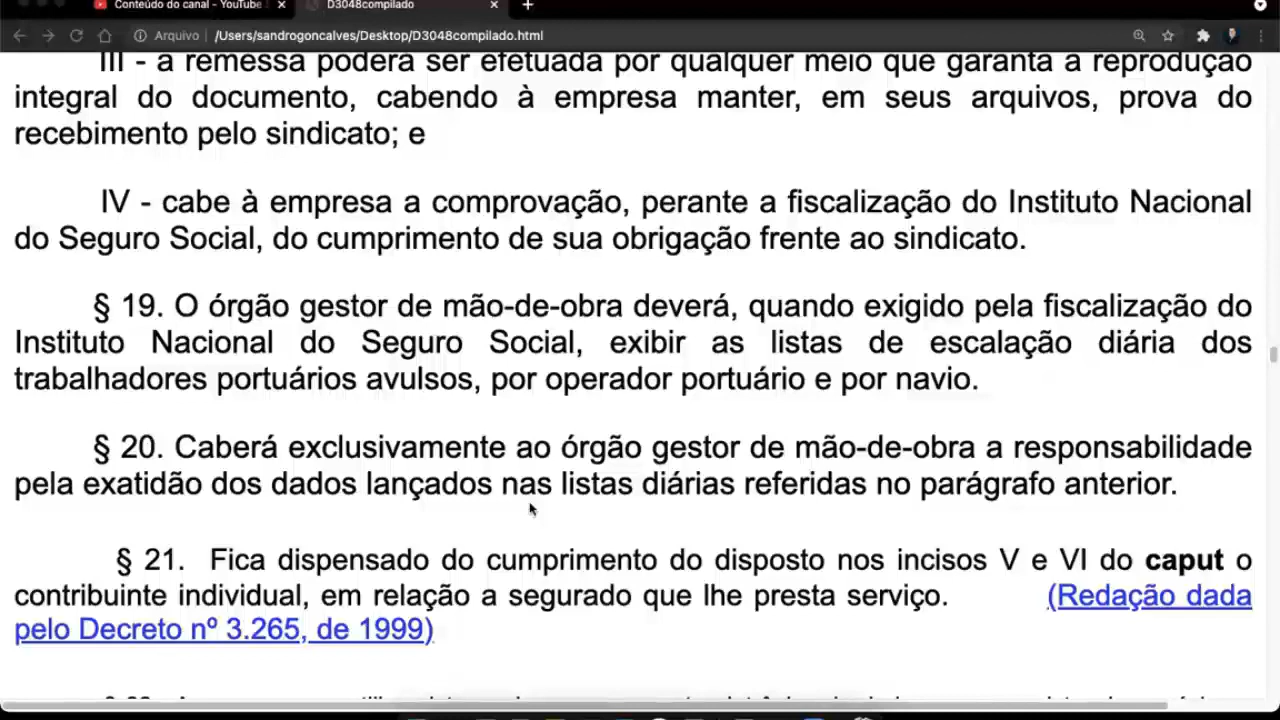 Conteúdo do canal - YouTube
D3048compilado
Arquivo | /Users/sandrogoncalves/Desktop/D3048compilado.html
III - a remessa poderá ser efetuada por qualquer meio que garanta a reprodução
integral do documento, cabendo à empresa manter, em seus arquivos, prova do
recebimento pelo sindicato; e
IV - cabe à empresa a comprovação, perante a fiscalização do Instituto Nacional
do Seguro Social, do cumprimento de sua obrigação frente ao sindicato.
§ 19. O órgão gestor de mão-de-obra deverá, quando exigido pela fiscalização do
Instituto Nacional do Seguro Social, exibir as listas de escalação diária dos
trabalhadores portuários avulsos, por operador portuário e por navio.
§ 20. Caberá exclusivamente ao órgão gestor de mão-de-obra a responsabilidade
pela exatidão dos dados lançados nas listas diárias referidas no parágrafo anterior.
§ 21. Fica dispensado do cumprimento do disposto nos incisos V e VI do caput o
contribuinte individual, em relação a segurado que lhe presta serviço. (Redação dada
pelo Decreto nº 3.265, de 1999)